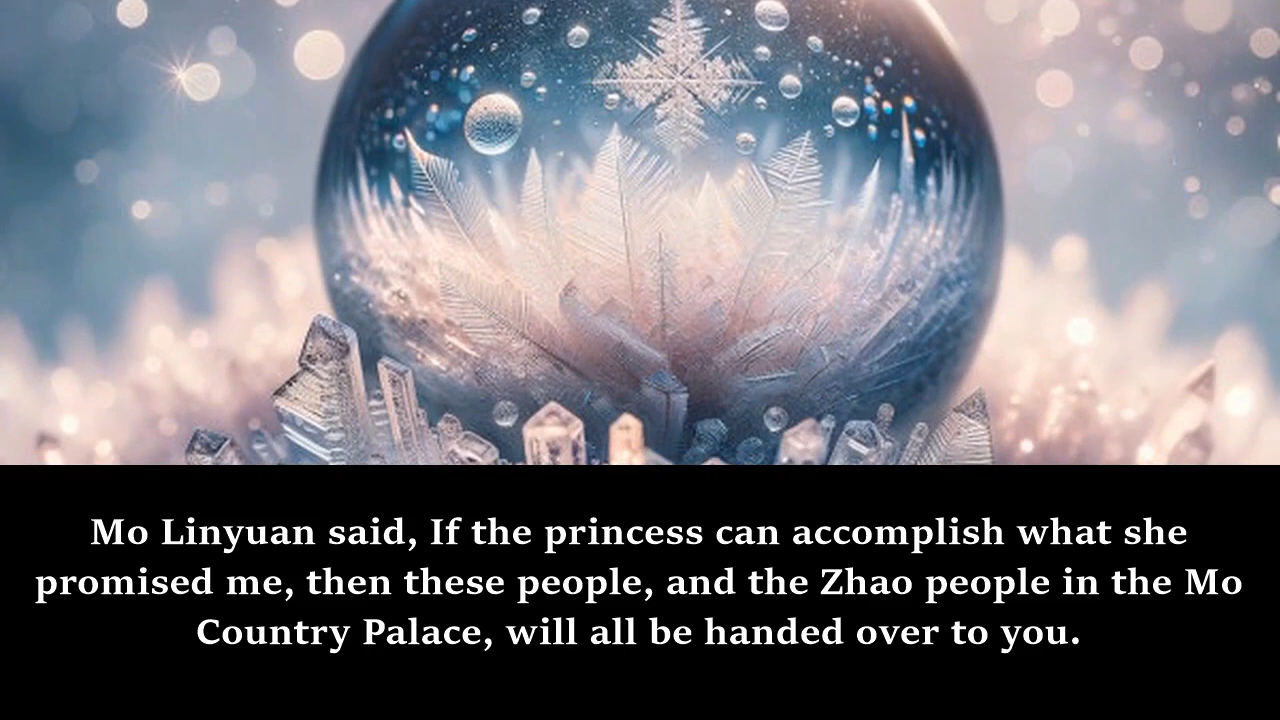 Mo Linyuan said, If the princess can accomplish what she
promised me, then these people, and the Zhao people in the Mo
Country Palace, will all be handed over to you.